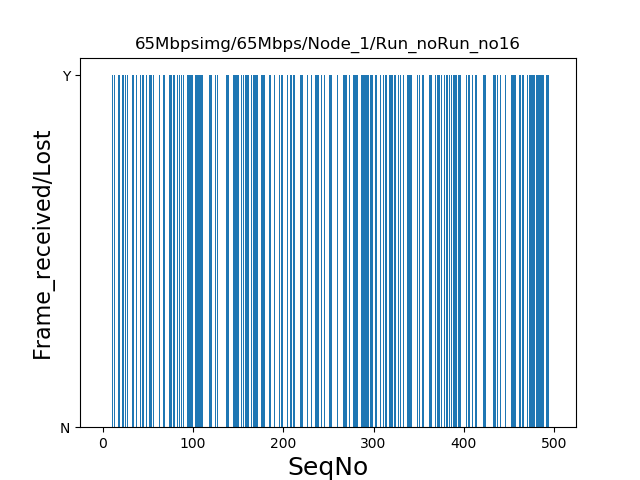 65Mbpsimg/65Mbps/Node_1/Run_noRun_no16
Y
Frame_received/Lost
N
0 100 200 300 400 500
SeqNo